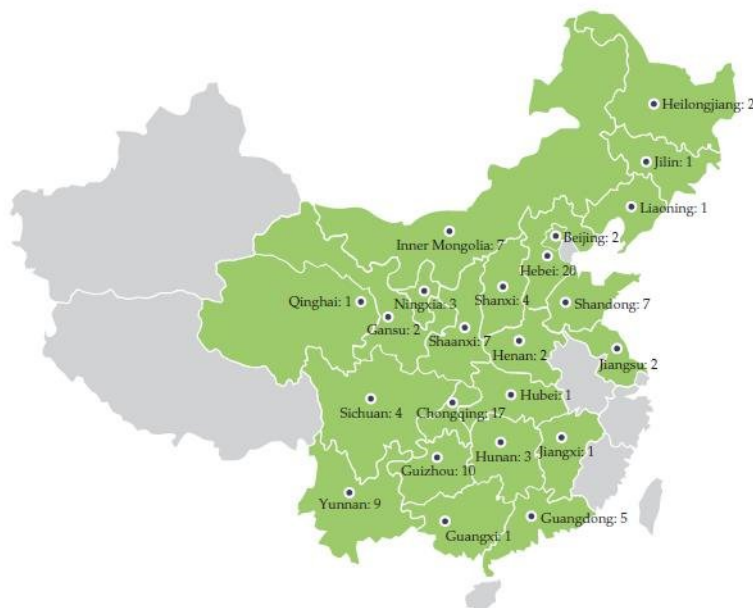 Heilongjiang: 2
Jilin: 1
Liaoning: 1
Beijing: 2
Inner Mongolia: 7
Hebei: 20
Qinghai: 1
Ningxia: 3
Shanxi: 4
Shandong: 7
Gansu: 2
Shaanxi: 7
Henan: 2
Jiangsu: 2
Hubei: 1
Sichuan: 4
Chongqing: 17
Hunan: 3
Jiangxi: 1
Guizhou: 10
Yunnan: 9
Guangdong: 5
Guangxi: 1